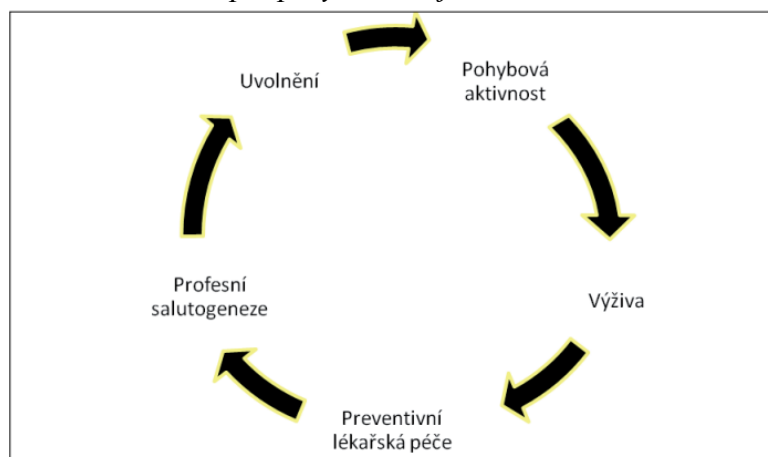 Uvolnění
Pohybová
aktivnost
Výživa
Preventivní
lékařská péče
Profesní
salutogeneze